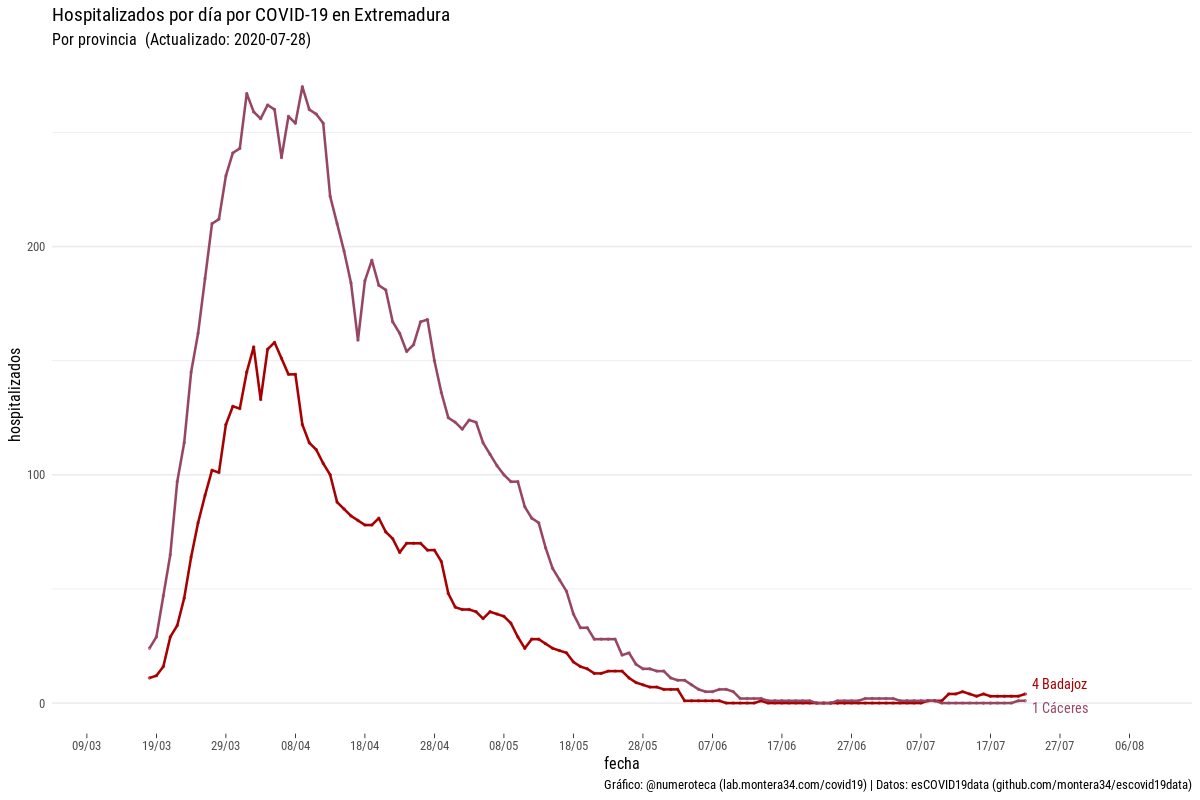 Hospitalizados por día por COVID-19 en Extremadura
Por provincia (Actualizado: 2020-07-28)
hospitalizados
200
100
0
4 Badajoz
1 Cáceres
09/03 19/03 29/03 08/04 18/04 28/04 08/05 18/05 28/05 07/06 17/06 27/06 07/07 17/07 27/07 06/08
fecha
Gráfico: @numeroteca (lab.montera34.com/covid19) | Datos: esCOVID19data (github.com/montera34/escovid19data)